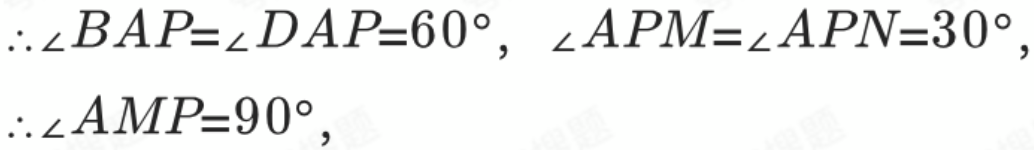 ∴∠BAP=∠DAP=60°, ∠APM=∠APN=30°,
∴∠AMP=90°,